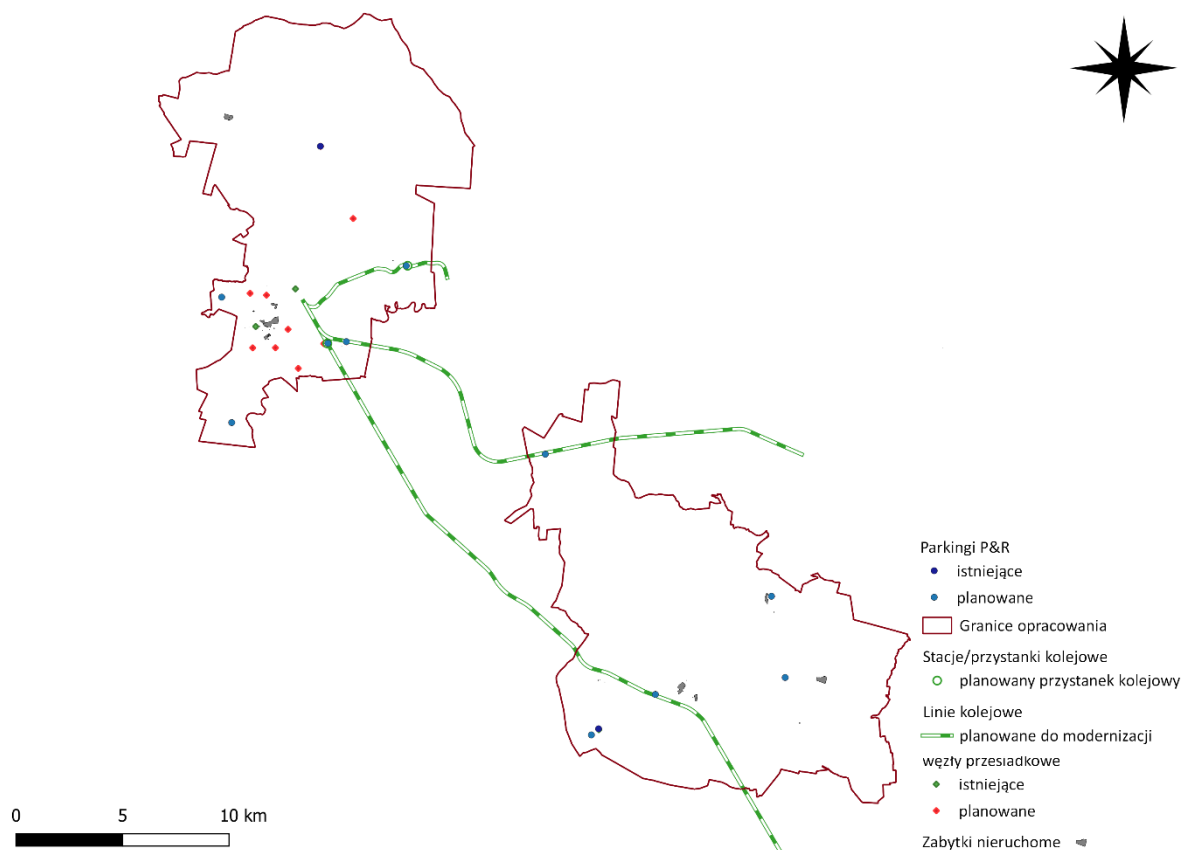 Parkingi P&R
istniejące
planowane
Granice opracowania
Stacje/przystanki kolejowe
planowany przystanek kolejowy
Linie kolejowe
planowane do modernizacji
węzły przesiadkowe
istniejące
planowane
Zabytki nieruchome
0 5 10 km